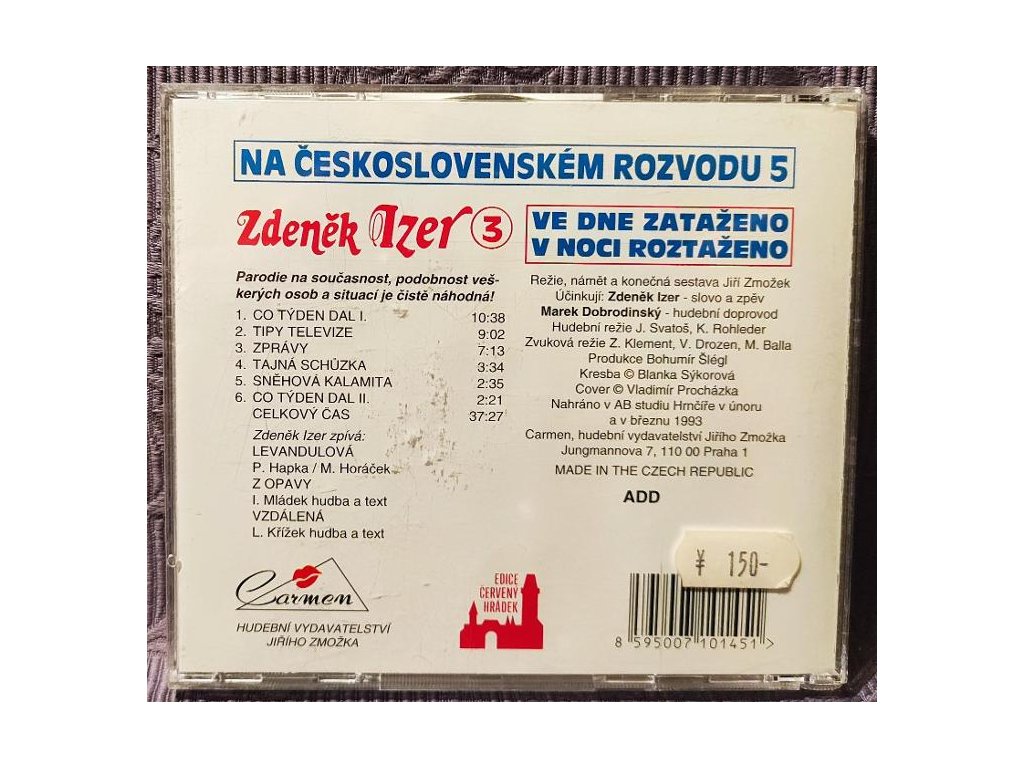 NA ČESKOSLOVENSKÉM ROZVODU 5
Zdeněk Izer 3
VE DNE ZATAŽENO
V NOCI ROZTAŽENO
Parodie na současnost, podobnost veš-
kerých osob a situací je čistě náhodná!
1. CO TÝDEN DAL I. 10:38
2. TIPY TELEVIZE 9:02
3. ZPRÁVY 7:13
4. TAJNÁ SCHŮZKA 3:34
5. SNĚHOVÁ KALAMITA 2:35
6. CO TÝDEN DAL II. 2:21
CELKOVÝ ČAS 37:27
Zdeněk Izer zpívá:
LEVANDULOVÁ
P. Hapka / M. Horáček
Z OPAVY
I. Mládek hudba a text
VZDÁLENÁ
L. Křížek hudba a text
Režie, námět a konečná sestava Jiří Zmožek
Účinkují: Zdeněk Izer - slovo a zpěv
Marek Dobrodinský - hudební doprovod
Hudební režie J. Svatoš, K. Rohleder
Zvuková režie Z. Klement, V. Drozen, M. Balla
Produkce Bohumír Šlégl
Kresba © Blanka Sýkorová
Cover © Vladimír Procházka
Nahráno v AB studiu Hrnčíře v únoru
a v březnu 1993
Carmen, hudební vydavatelství Jiřího Zmožka
Jungmannova 7, 110 00 Praha 1
MADE IN THE CZECH REPUBLIC
ADD
¥ 150-
Carmen
HUDEBNÍ VYDAVATELSTVÍ
JIŘÍHO ZMOŽKA
EDICE
ČERVENÝ
HRÁDEK
8 595007 101451 >